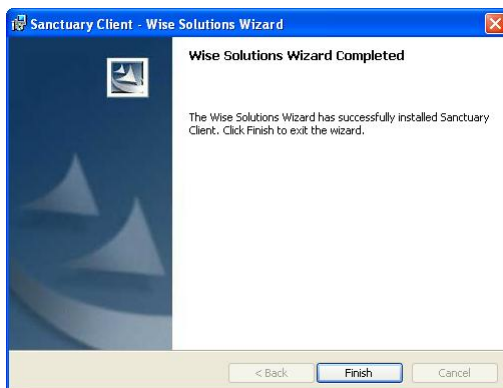 Sanctuary Client - Wise Solutions Wizard
Wise Solutions Wizard Completed
The Wise Solutions Wizard has successfully installed Sanctuary
Client. Click Finish to exit the wizard.
< Back
Finish
Cancel